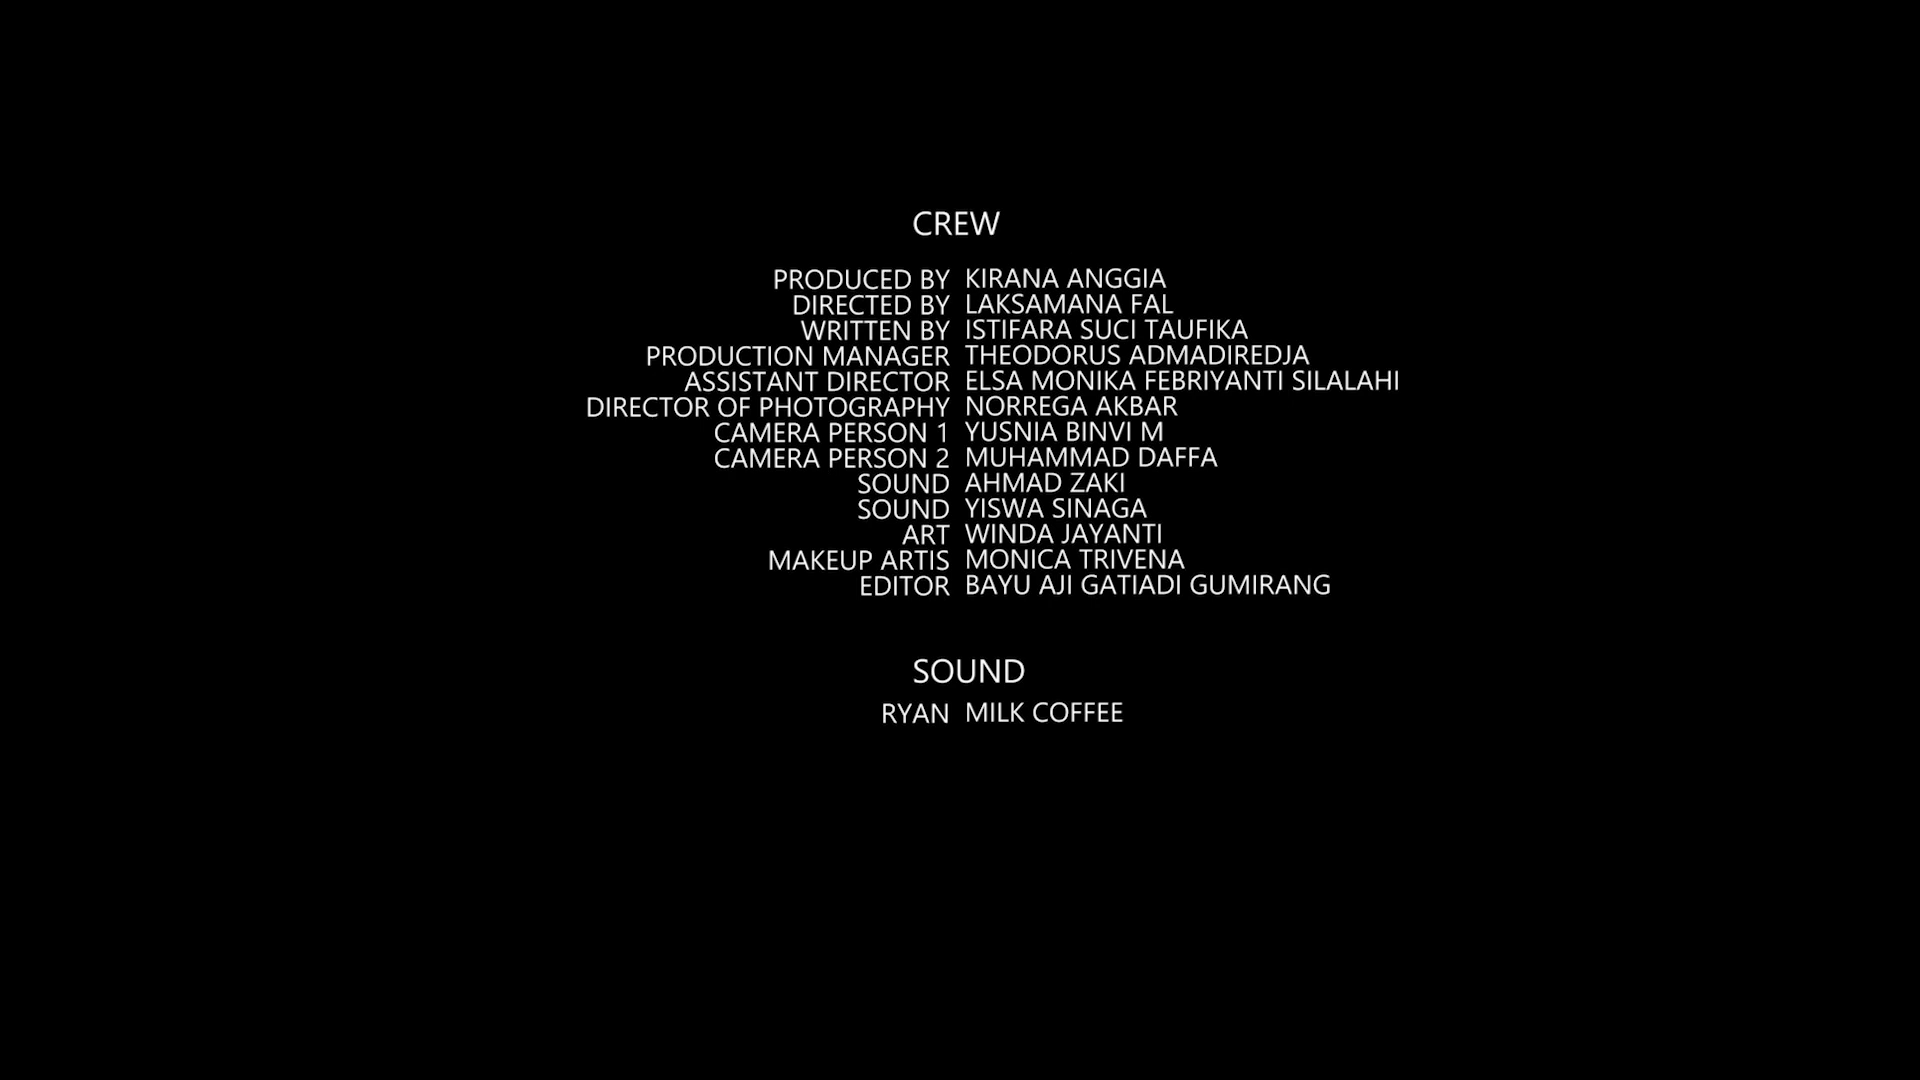 CREW
PRODUCED BY KIRANA ANGGIA
DIRECTED BY LAKSAMANA FAL
WRITTEN BY ISTIFARA SUCI TAUFIKA
PRODUCTION MANAGER THEODORUS ADMADIREDJA
ASSISTANT DIRECTOR ELSA MONIKA FEBRIYANTI SILALAHI
DIRECTOR OF PHOTOGRAPHY NORREGA AKBAR
CAMERA PERSON 1 YUSNIA BINVI M
CAMERA PERSON 2 MUHAMMAD DAFFA
SOUND AHMAD ZAKI
SOUND YISWA SINAGA
ART WINDA JAYANTI
MAKEUP ARTIS MONICA TRIVENA
EDITOR BAYU AJI GATIADI GUMIRANG
SOUND
RYAN MILK COFFEE